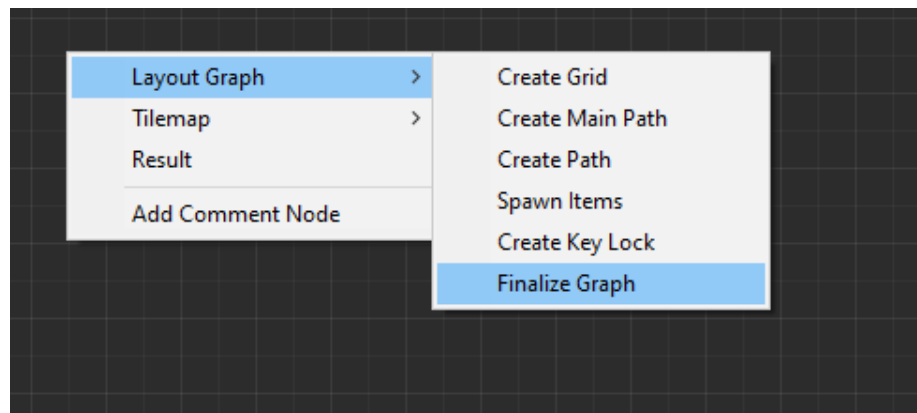 Layout Graph
Tilemap
Result
Add Comment Node
Create Grid
Create Main Path
Create Path
Spawn Items
Create Key Lock
Finalize Graph